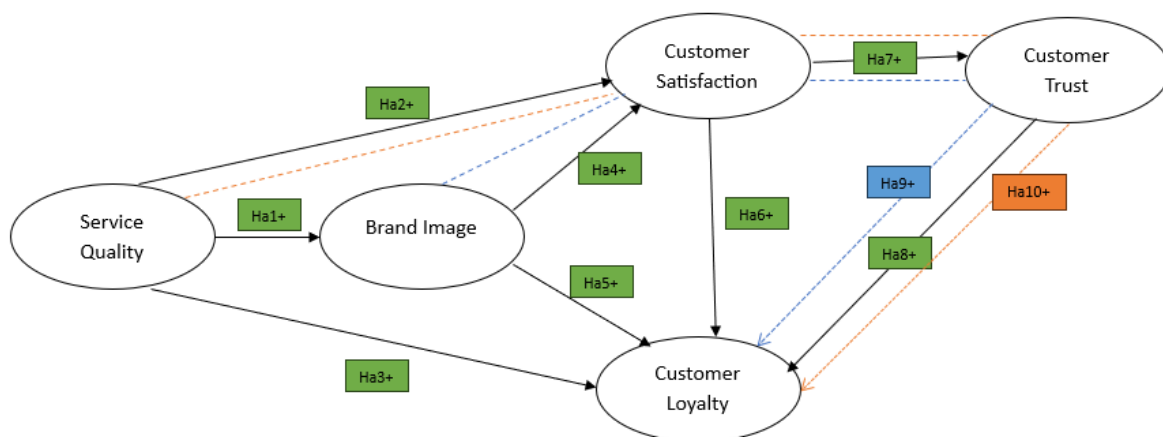 Customer
Satisfaction
Ha7+
Customer
Trust
Ha2+
Ha4+
Ha9+
Ha10+
Service
Quality
Ha1+
Brand Image
Ha6+
Ha8+
Ha5+
Ha3+
Customer
Loyalty